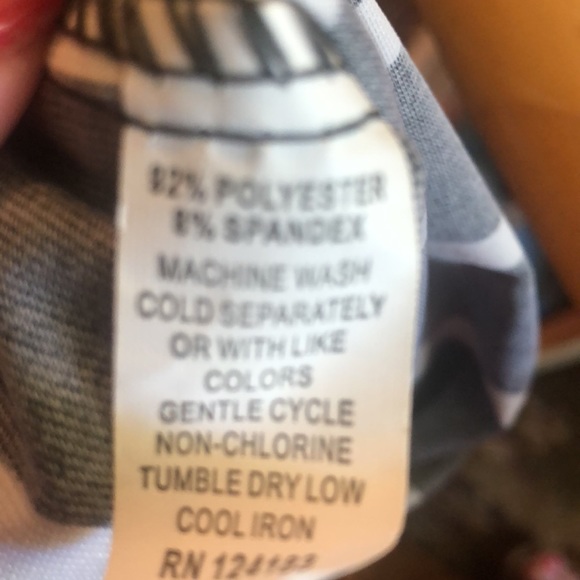 92% POLYESTER
8% SPANDEX
MACHINE WASH
COLD SEPARATELY
OR WITH LIKE
COLORS
GENTLE CYCLE
NON-CHLORINE
TUMBLE DRY LOW
COOL IRON
RN